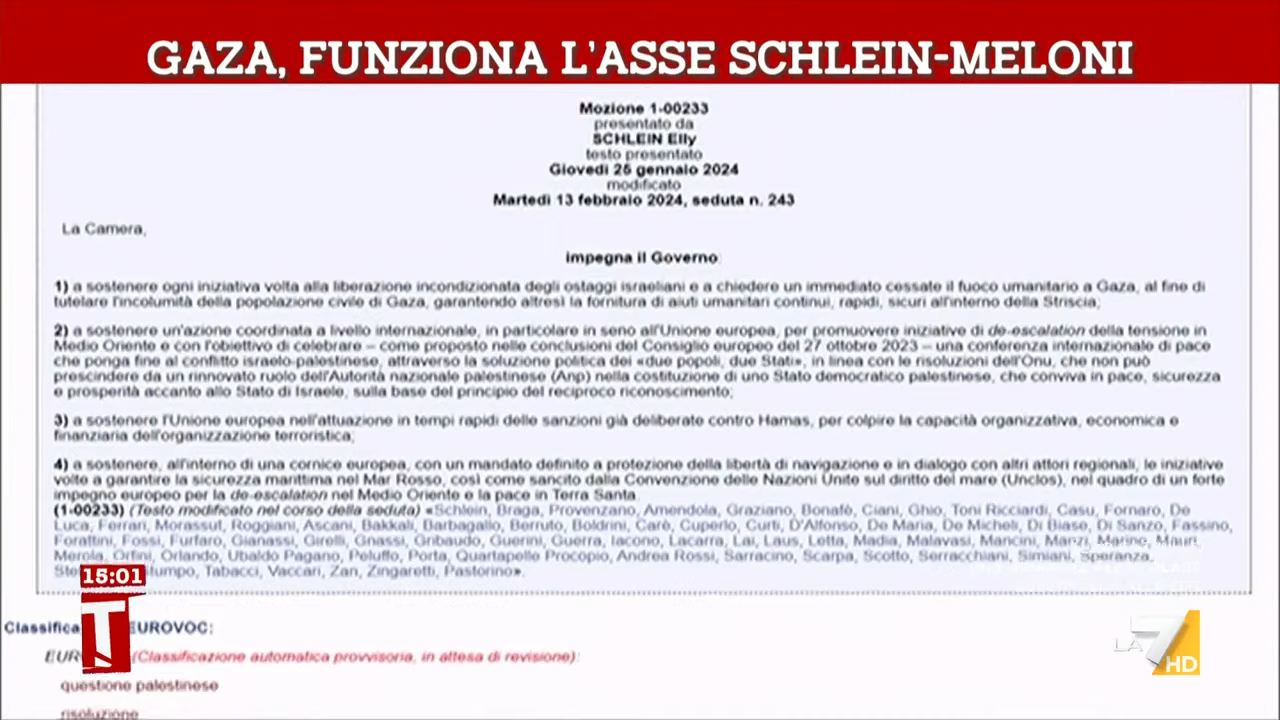 GAZA, FUNZIONA L'ASSE SCHLEIN-MELONI
Mozione 1-00233
presentato da
SCHLEIN Elly
testo presentato
Giovedì 25 gennaio 2024
modificato
Martedì 13 febbraio 2024, seduta n. 243
La Camera,
impegna il Governo
1) a sostenere ogni iniziativa volta alla liberazione incondizionata degli ostaggi israeliani e a chiedere un immediato cessate il fuoco umanitario a Gaza, al fine di
tutelare l'incolumità della popolazione civile di Gaza, garantendo altresì la fornitura di aiuti umanitari continui, rapidi, sicuri all'interno della Striscia;
2) a sostenere un'azione coordinata a livello internazionale, in particolare in seno all'Unione europea, per promuovere iniziative di de-escalation della tensione in
Medio Oriente e con l'obiettivo di celebrare – come proposto nelle conclusioni del Consiglio europeo del 27 ottobre 2023 – una conferenza internazionale di pace
che ponga fine al conflitto israelo-palestinese, attraverso la soluzione politica dei «due popoli, due Stati», in linea con le risoluzioni dell'Onu, che non può
prescindere da un rinnovato ruolo dell'Autorità nazionale palestinese (Anp) nella costituzione di uno Stato democratico palestinese, che conviva in pace, sicurezza
e prosperità accanto allo Stato di Israele, sulla base del principio del reciproco riconoscimento;
3) a sostenere l'Unione europea nell'attuazione in tempi rapidi delle sanzioni già deliberate contro Hamas, per colpire la capacità organizzativa, economica e
finanziaria dell'organizzazione terroristica;
4) a sostenere, all'interno di una cornice europea, con un mandato definito a protezione della libertà di navigazione e in dialogo con altri attori regionali, le iniziative
volte a garantire la sicurezza marittima nel Mar Rosso, così come sancito dalla Convenzione delle Nazioni Unite sul diritto del mare (Unclos), nel quadro di un forte
impegno europeo per la de-escalation nel Medio Oriente e la pace in Terra Santa
(1-00233) (Testo modificato nel corso della seduta) «Schlein, Braga, Provenzano, Amendola, Graziano, Bonafè, Ciani, Ghio, Toni Ricciardi, Casu, Fornaro, De
Luca, Ferrari, Morassut, Roggiani, Ascani, Bakkali, Barbagallo, Berruto, Boldrini, Carè, Cuperlo, Curti, D'Alfonso, De Maria, De Micheli, Di Biase, Di Sanzo, Fassino,
Forattini, Fossi, Furfaro, Gianassi, Girelli, Gnassi, Gribaudo, Guerini, Guerra, Iacono, Lacarra, Lai, Laus, Letta, Madia, Malavasi, Mancini, Manzi, Marino, Mauri,
Merola, Orfini, Orlando, Ubaldo Pagano, Peluffo, Porta, Quartapelle Procopio, Andrea Rossi, Sarracino, Scarpa, Scotto, Serracchiani, Simiani, Speranza,
Ste tumpo, Tabacci, Vaccari, Zan, Zingaretti, Pastorino».
15:01
T
Classifica EUROVOC:
EUR (Classificazione automatica provvisoria, in attesa di revisione):
LA 7 HD
questione palestinese
risoluzione